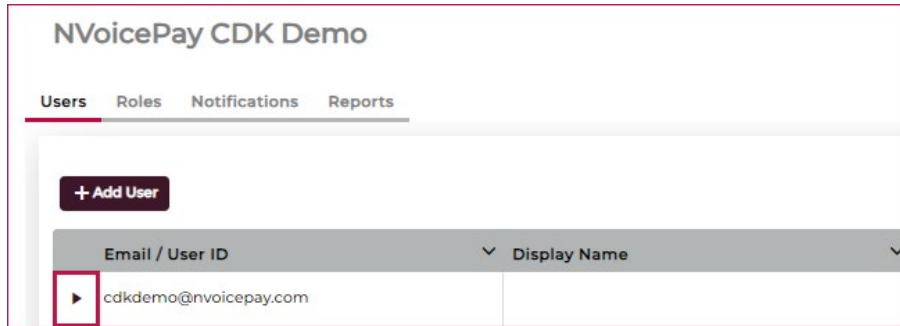 NVoicePay CDK Demo
Users Roles Notifications Reports
+ Add User
Email / User ID Display Name
cdkdemo@nvoicepay.com